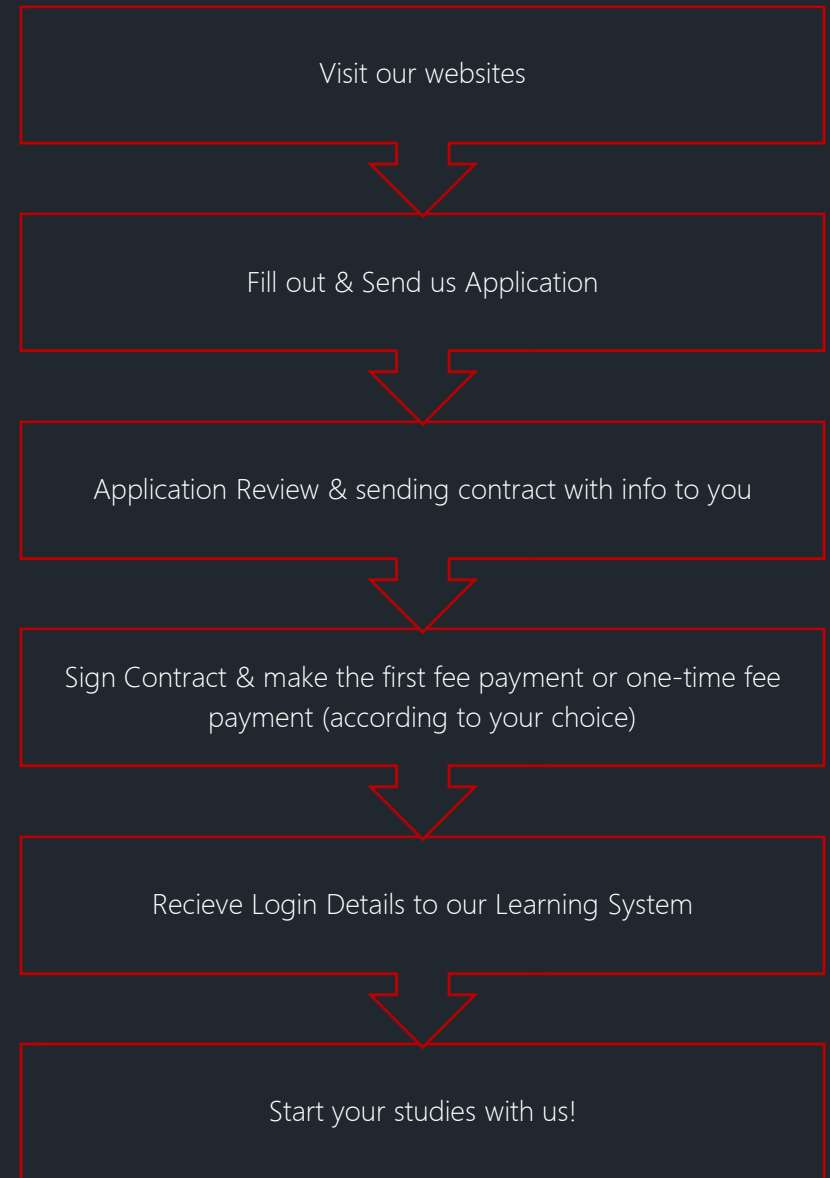 Visit our websites
Fill out & Send us Application
Application Review & sending contract with info to you
Sign Contract & make the first fee payment or one-time fee
payment (according to your choice)
Recieve Login Details to our Learning System
Start your studies with us!